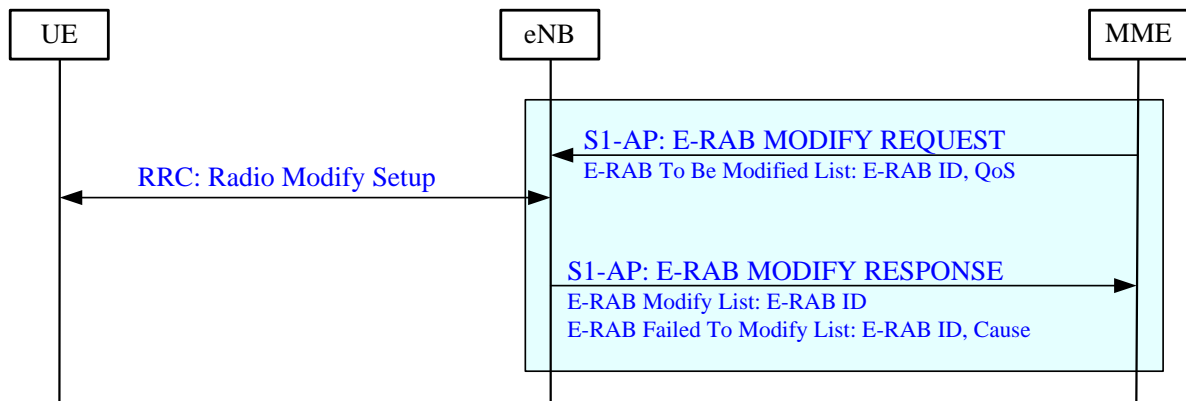 UE
eNB
MME
S1-AP: E-RAB MODIFY REQUEST
E-RAB To Be Modified List: E-RAB ID, QoS
RRC: Radio Modify Setup
S1-AP: E-RAB MODIFY RESPONSE
E-RAB Modify List: E-RAB ID
E-RAB Failed To Modify List: E-RAB ID, Cause